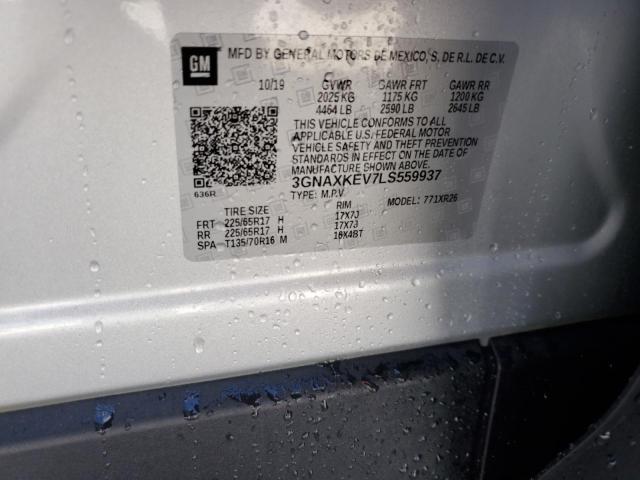 GM
MFD BY GENERAL MOTORS DE MEXICO, S. DE R.L. DE C.V.
10/19 GVWR GAWR FRT GAWR RR
2025 KG 1175 KG 1200 KG
4464 LB 2590 LB 2645 LB
THIS VEHICLE CONFORMS TO ALL
APPLICABLE U.S. FEDERAL MOTOR
VEHICLE SAFETY AND THEFT PREVENTION
STANDARDS IN EFFECT ON THE DATE OF
MANUFACTURE SHOWN ABOVE.
3GNAXKEV7LS559937
636R
TYPE: M.P.V. MODEL: 771XR26
TIRE SIZE RIM
FRT 225/65R17 H 17X7J
RR 225/65R17 H 17X7J
SPA T135/70R16 M 16X4BT